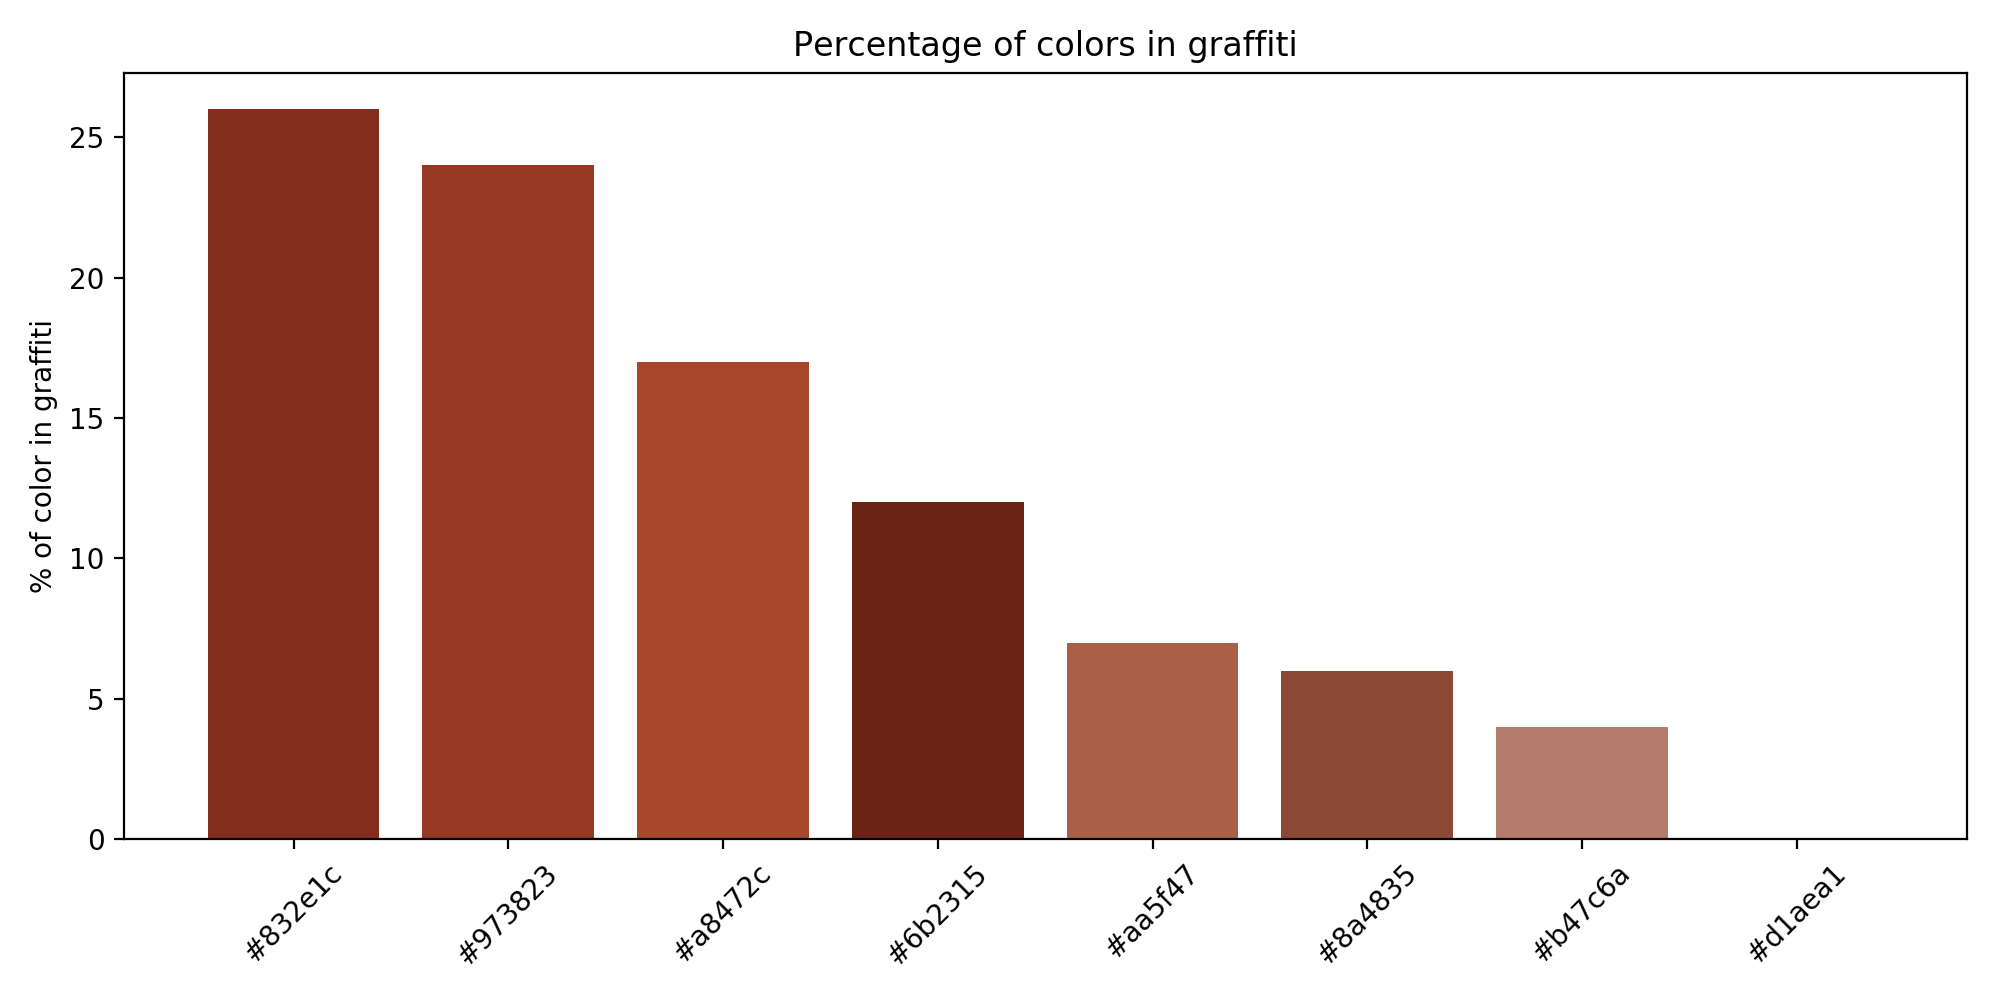 Percentage of colors in graffiti
% of color in graffiti
25
20
15
10
5
0
#832e1c
#973823
#a8472c
#6b2315
#aa5f47
#8a4835
#b47c6a
#d1aea1